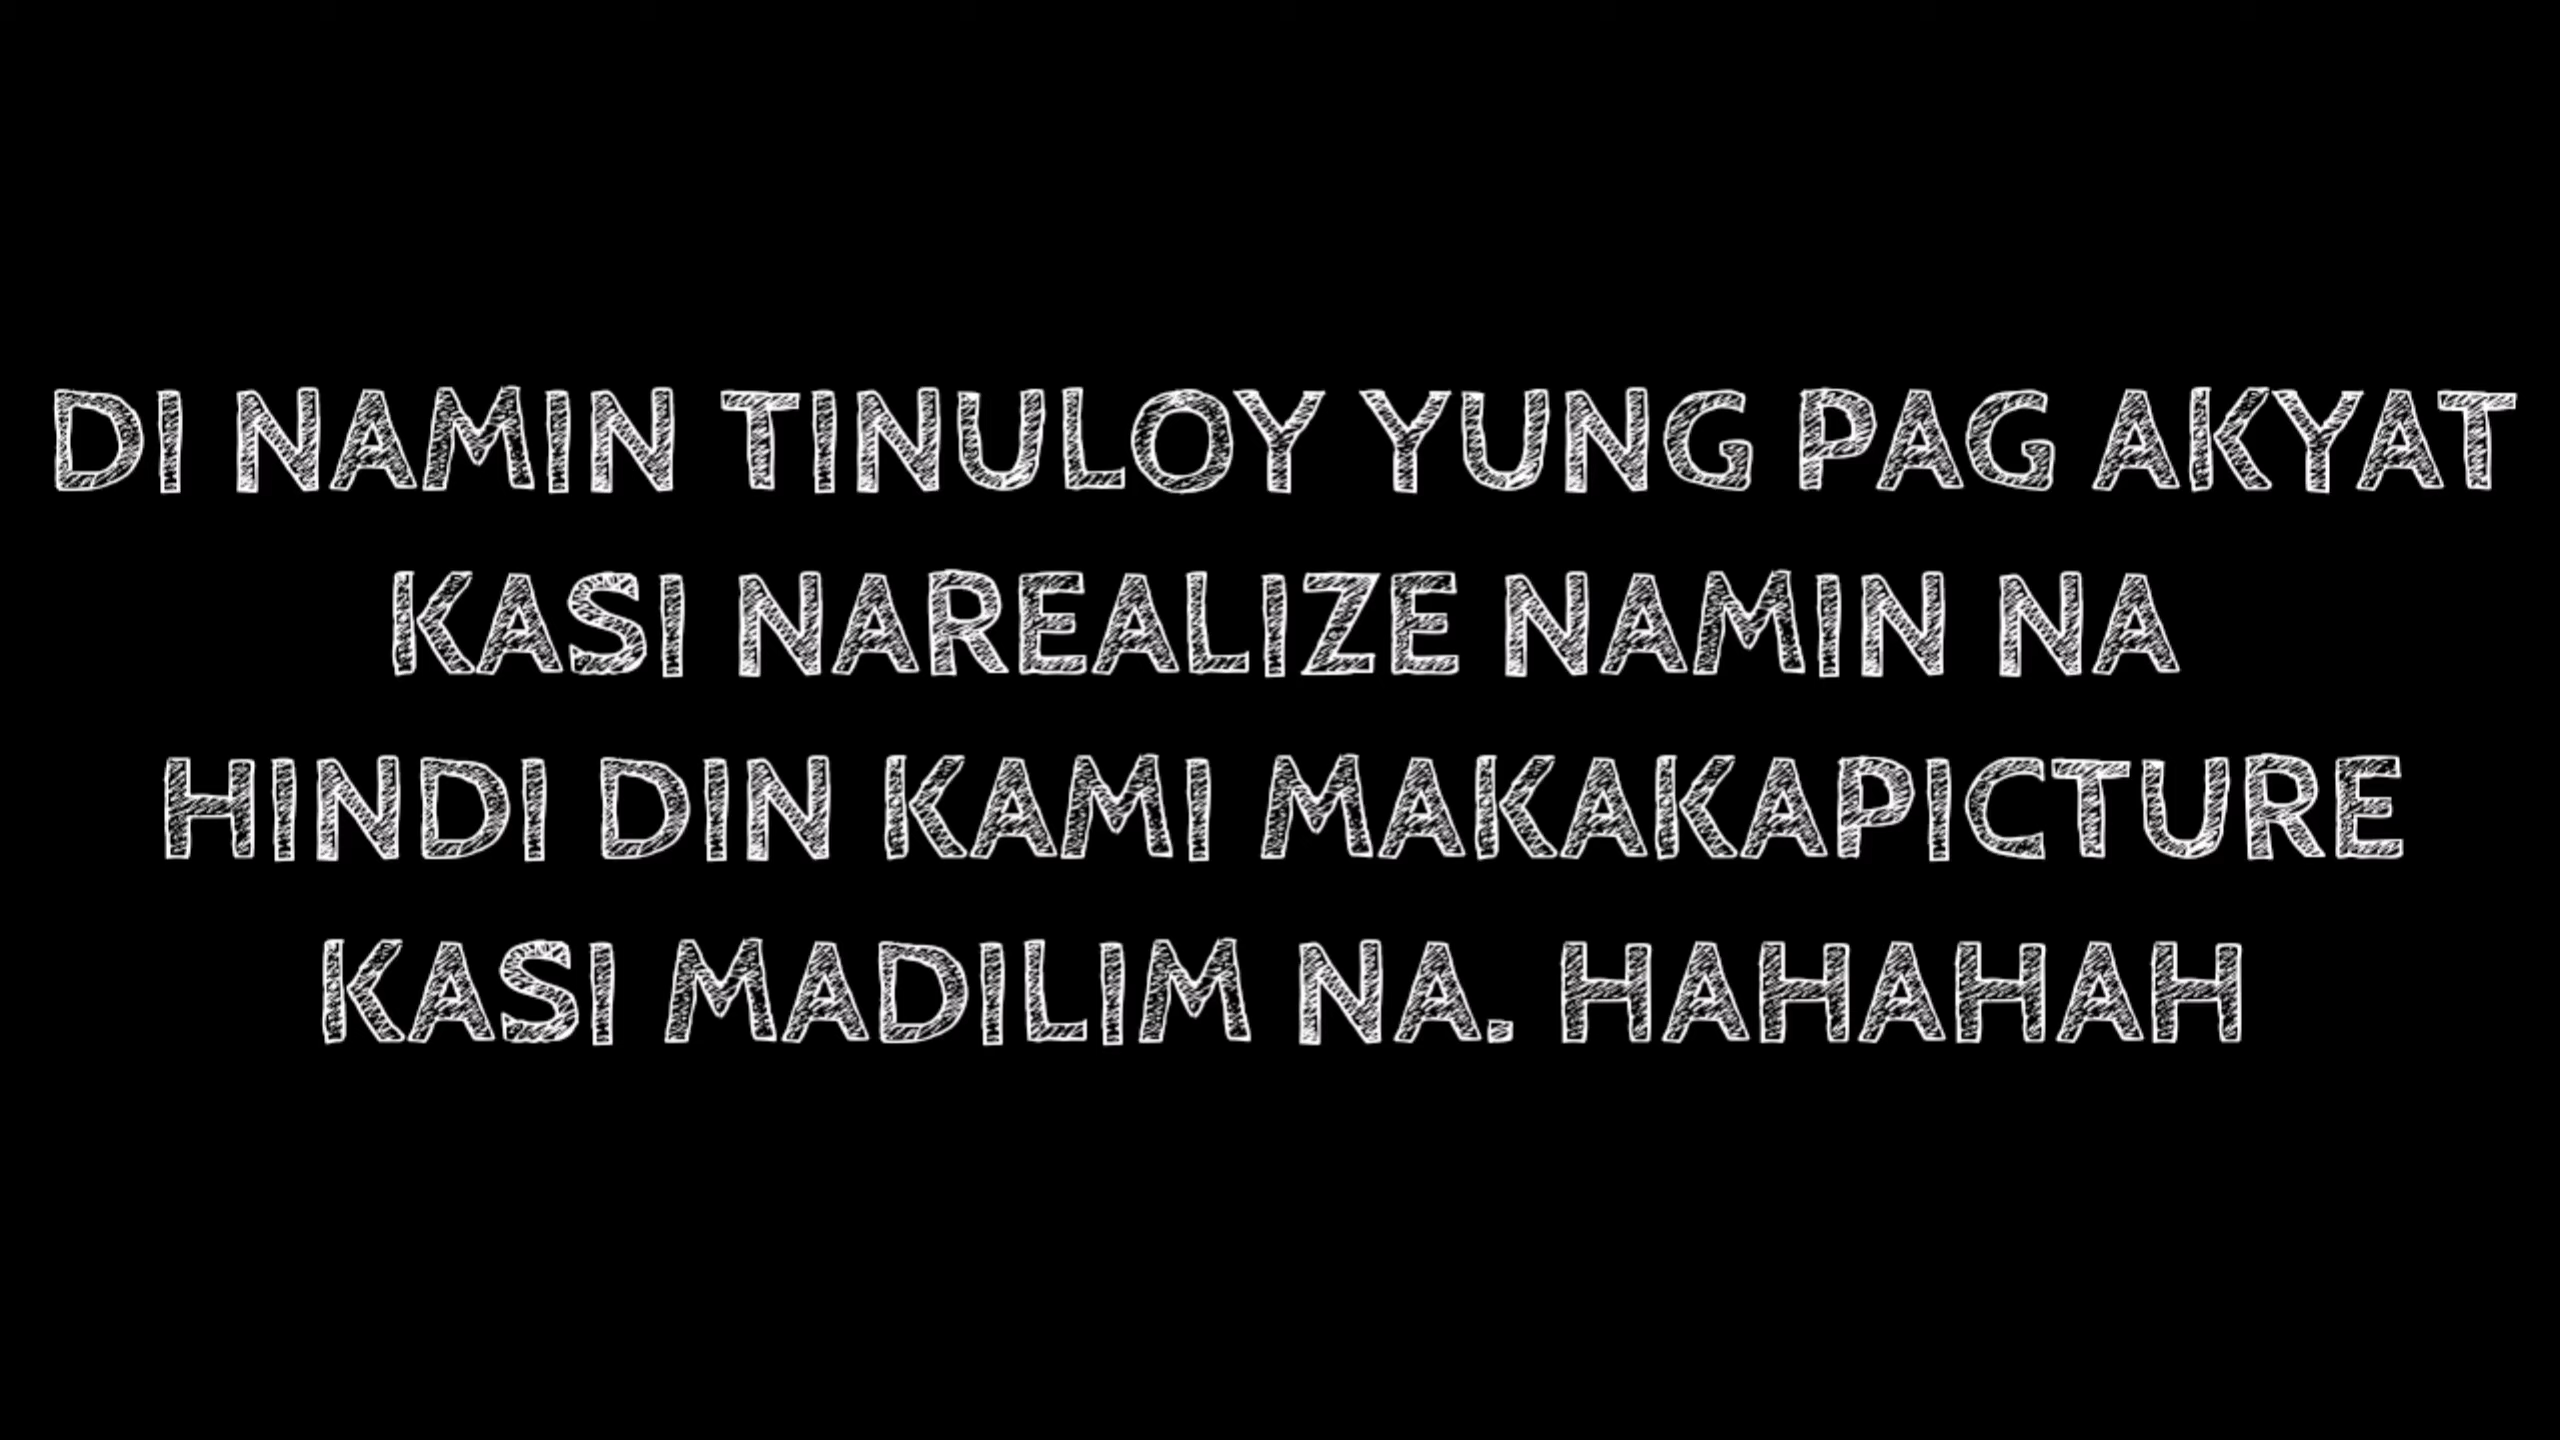 DI NAMIN TINULOY YUNG PAG AKYAT
KASI NAREALIZE NAMIN NA
HINDI DIN KAMI MAKAKAPICTURE
KASI MADILIM NA. HAHAHAH